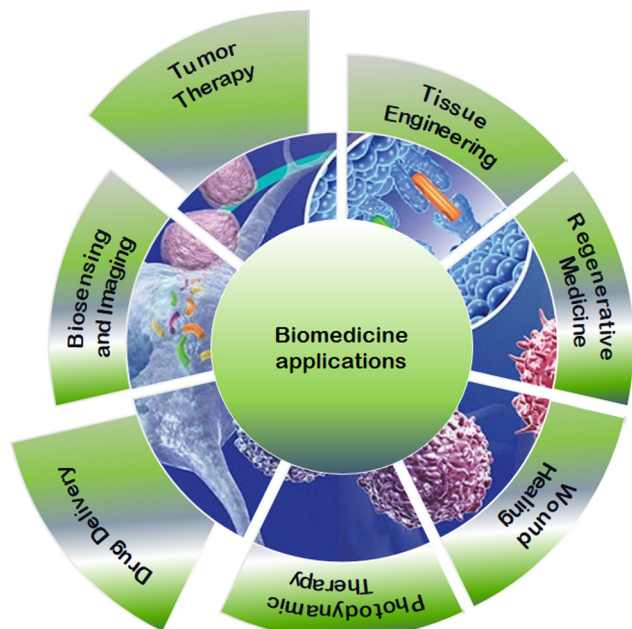 Tumor
Therapy
Tissue
Engineering
Regenerative
Medicine
Wound
Healing
Photodynamic
Therapy
Drug Delivery
Biosensing
and Imaging
Biomedicine
applications